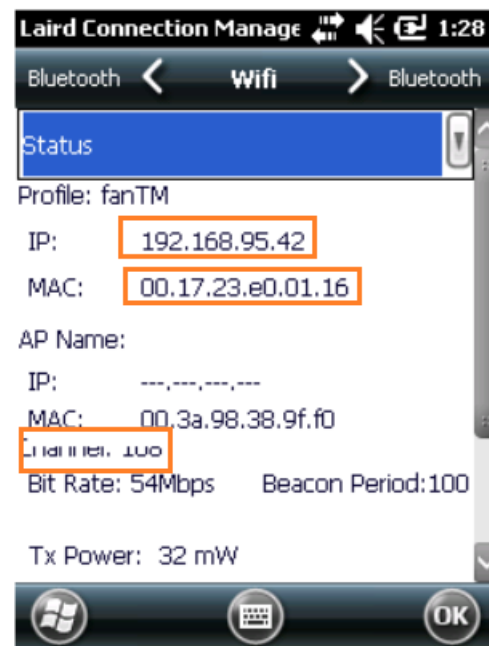 Laird Connection Manage 1:28
Bluetooth Wifi Bluetooth
Status
Profile: fanTM
IP: 192.168.95.42
MAC: 00.17.23.e0.01.16
AP Name:
IP: ---.---.---.---
MAC: 00.3a.98.38.9f.f0
Channel: 108
Bit Rate: 54Mbps Beacon Period:100
Tx Power: 32 mW
OK